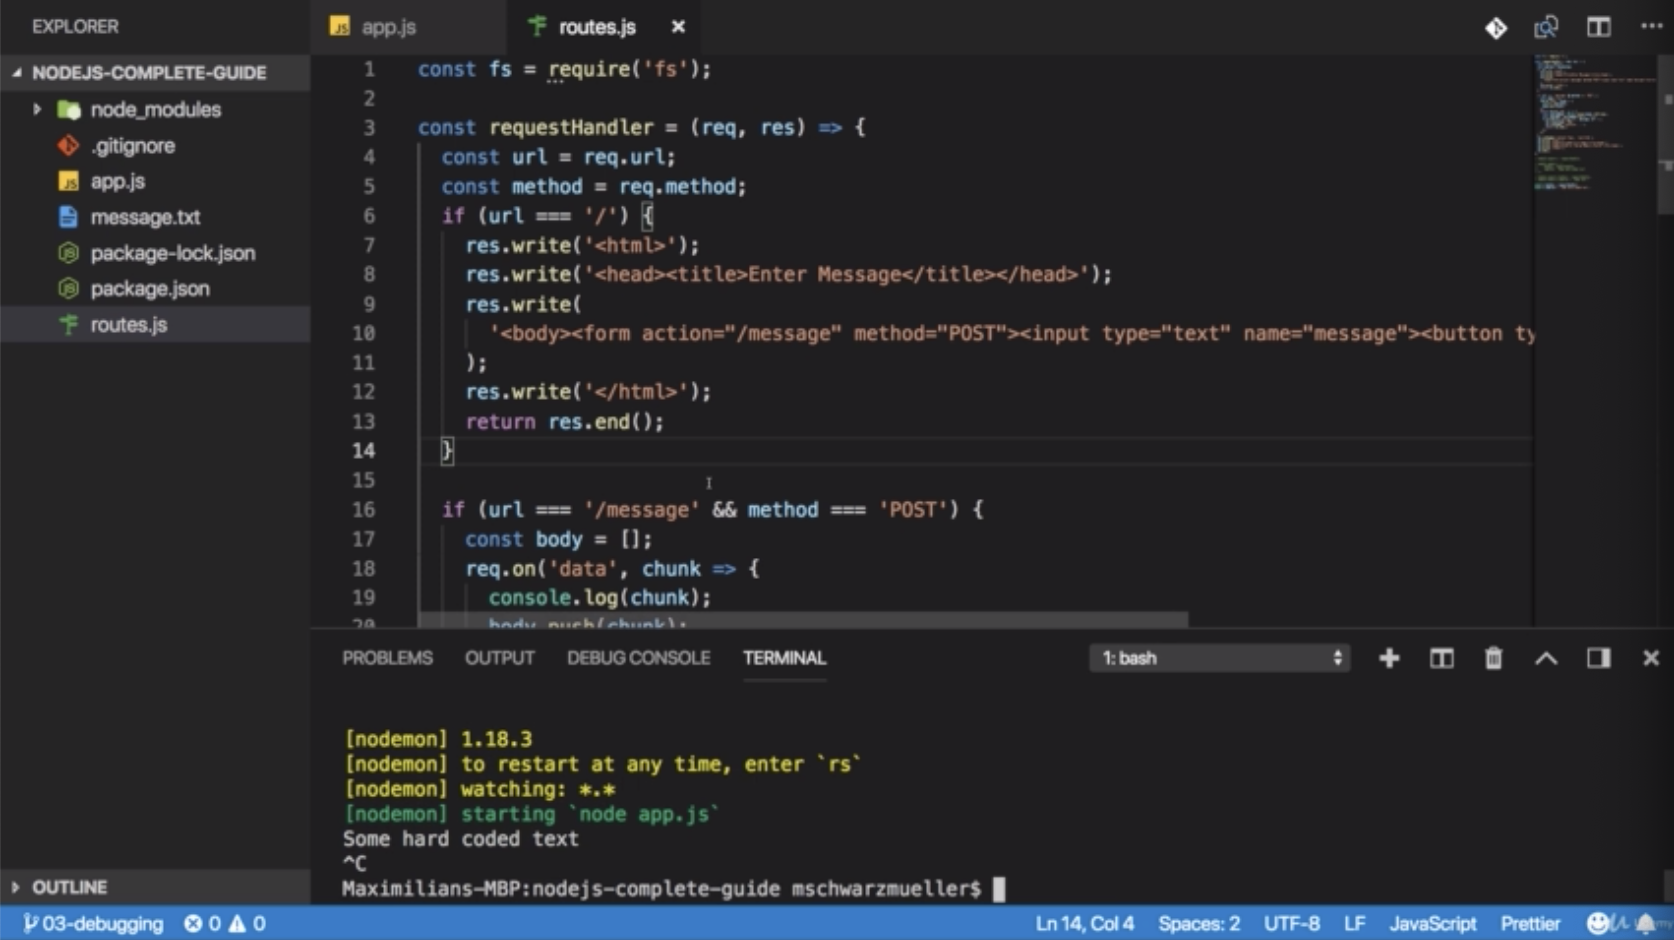 EXPLORER
NODEJS-COMPLETE-GUIDE
node_modules
.gitignore
app.js
message.txt
package-lock.json
package.json
routes.js
OUTLINE
app.js
routes.js
1 const fs = require('fs');
2
3 const requestHandler = (req, res) => {
4 const url = req.url;
5 const method = req.method;
6 if (url === '/') {
7 res.write('<html>');
8 res.write('<head><title>Enter Message</title></head>');
9 res.write(
10 '<body><form action="/message" method="POST"><input type="text" name="message"><button ty
11 );
12 res.write('</html>');
13 return res.end();
14 }
15
16 if (url === '/message' && method === 'POST') {
17 const body = [];
18 req.on('data', chunk => {
19 console.log(chunk);
20 body.push(chunk);
PROBLEMS OUTPUT DEBUG CONSOLE TERMINAL 1: bash
[nodemon] 1.18.3
[nodemon] to restart at any time, enter `rs`
[nodemon] watching: *.*
[nodemon] starting `node app.js`
Some hard coded text
^C
Maximilians-MBP:nodejs-complete-guide mschwarzmueller$
03-debugging 0 0 Ln 14, Col 4 Spaces: 2 UTF-8 LF JavaScript Prettier